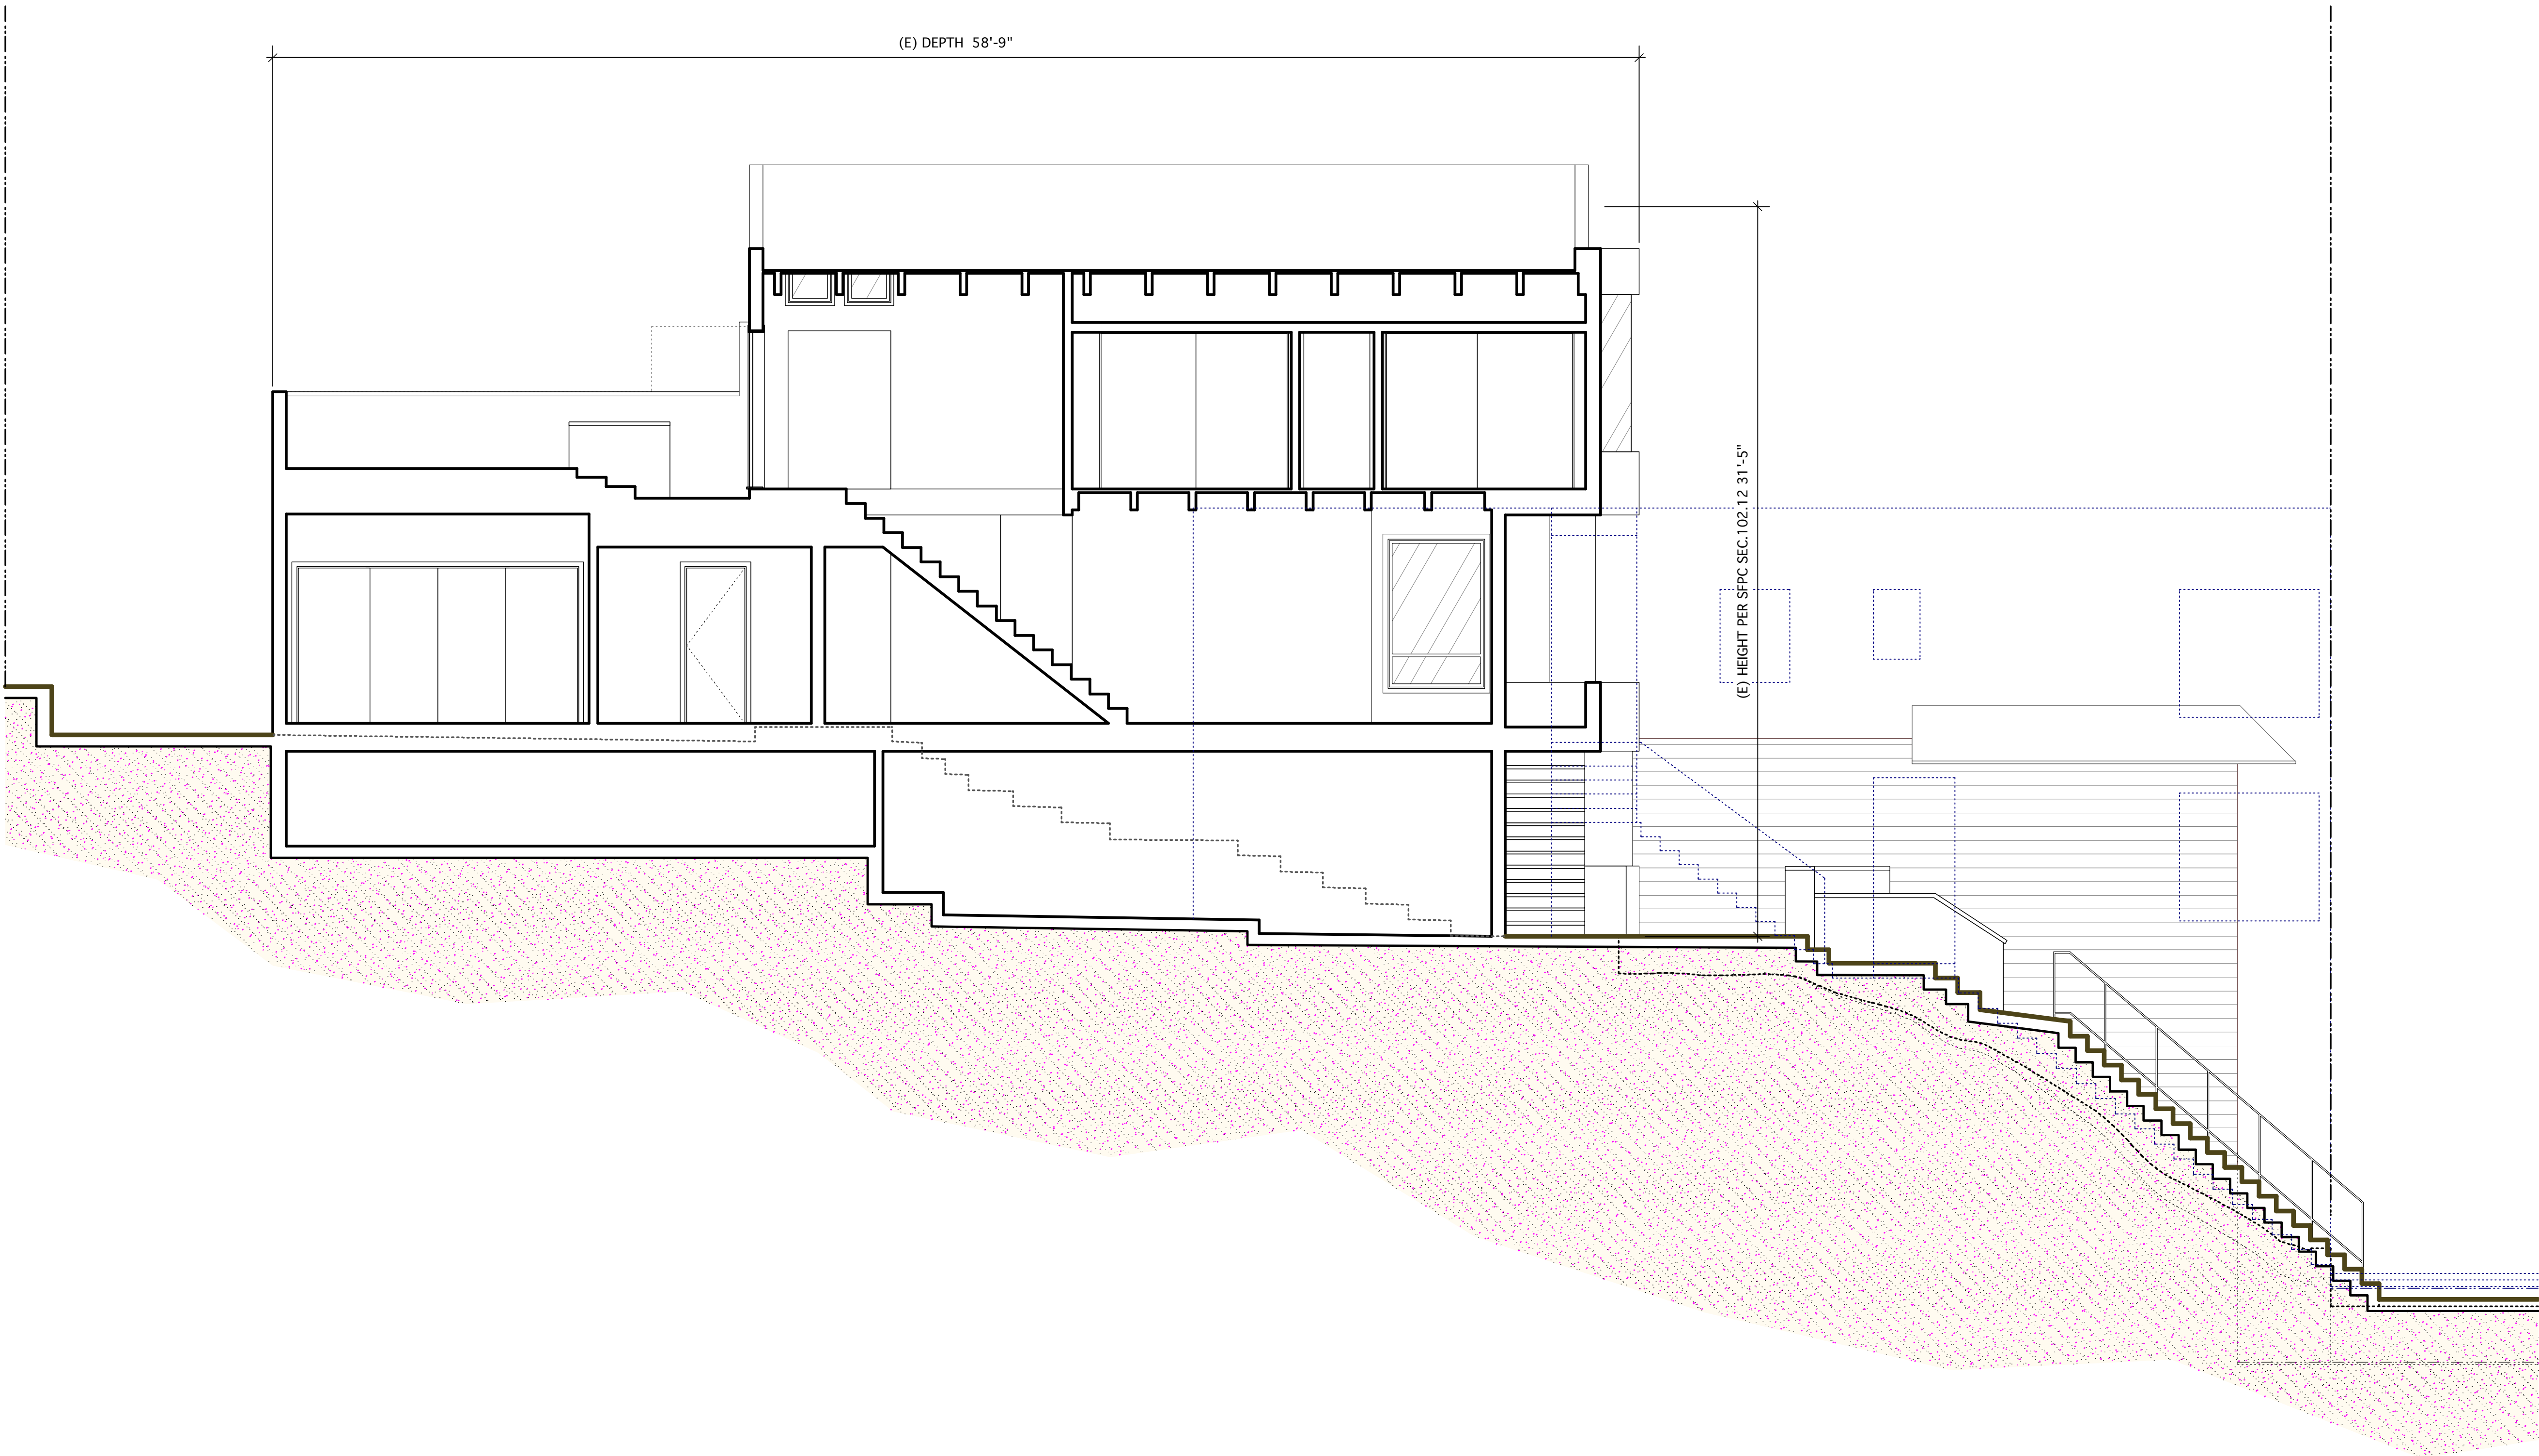 (E) DEPTH 58'-9"
(E) HEIGHT PER SFPC SEC.102.12 31'-5"